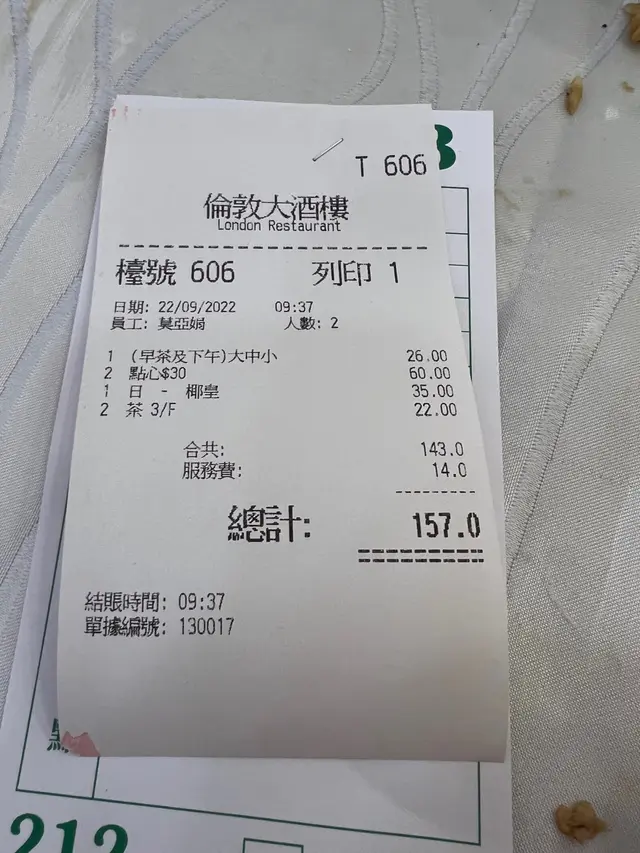 T 606
倫敦大酒樓
London Restaurant
檯號 606 列印 1
日期: 22/09/2022 09:37
員工: 莫亞娟 人數: 2
1 (早茶及下午)大中小 26.00
2 點心$30 60.00
1 日 - 椰皇 35.00
2 茶 3/F 22.00
合共: 143.0
服務費: 14.0
總計: 157.0
結賬時間: 09:37
單據編號: 130017
212